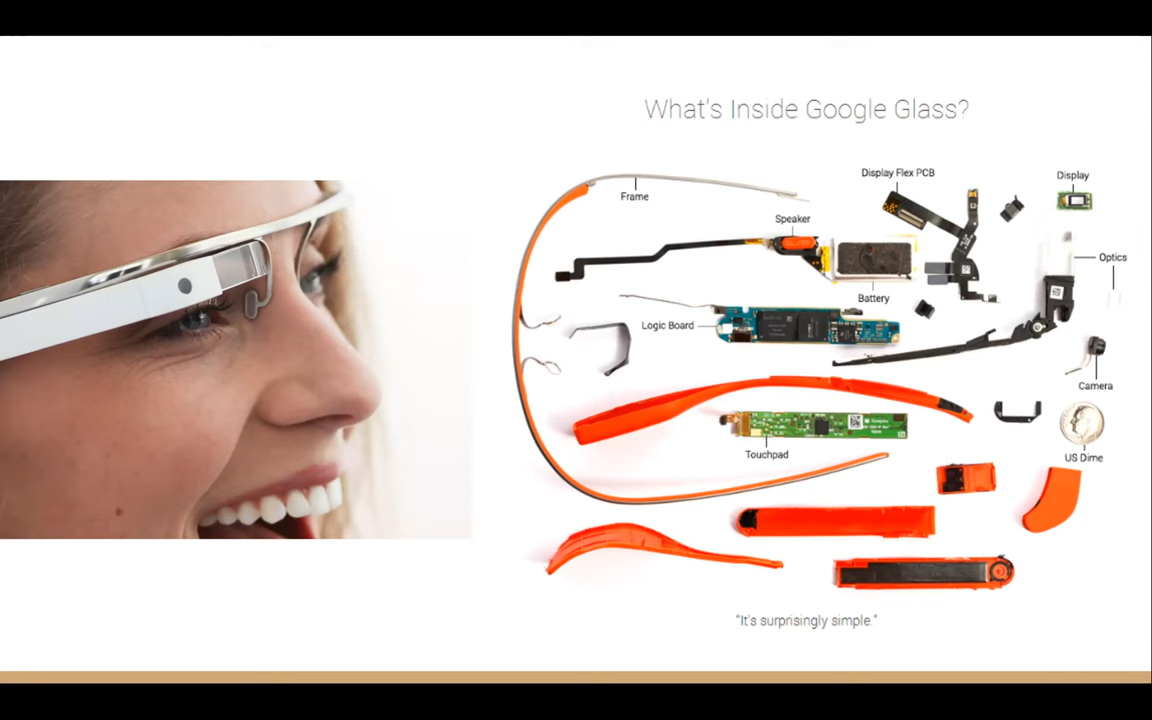 What's Inside Google Glass?
Display Flex PCB
Display
Frame
Speaker
Optics
Battery
Logic Board
Camera
Touchpad
US Dime
"It's surprisingly simple."